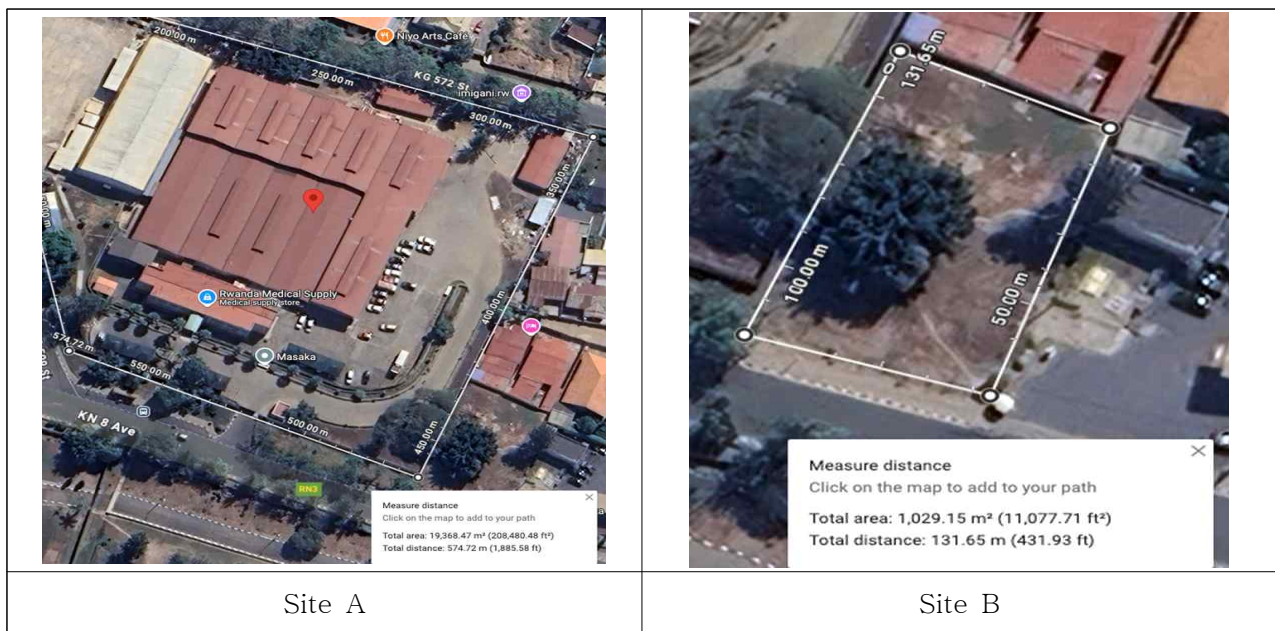 Niyo Arts Cafe
200.00 m
250.00 m
KG 572 St
imigani.rw
300.00 m
350.00 m
Rwanda Medical Supply
Medical supply store
400.00 m
574.72 m
Masaka
550.00 m
500.00 m
450.00 m
KN 8 Ave
RN3
Measure distance
Click on the map to add to your path
Total area: 19,368.47 m² (208,480.48 ft²)
Total distance: 574.72 m (1,885.58 ft)
Site A
0
131.65 m
100.00 m
50.00 m
Measure distance
Click on the map to add to your path
Total area: 1,029.15 m² (11,077.71 ft²)
Total distance: 131.65 m (431.93 ft)
Site B